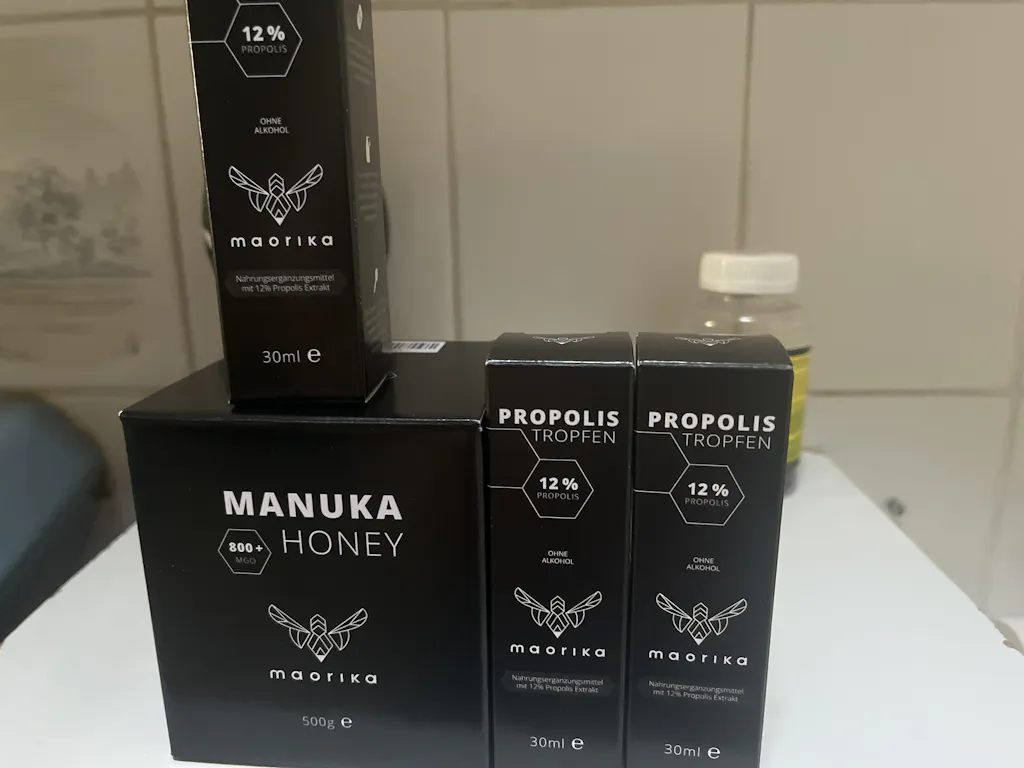 12 %
PROPOLIS
OHNE
ALKOHOL
maorika
Nahrungsergänzungsmittel
mit 12% Propolis Extrakt
30ml e
MANUKA
HONEY
800 +
MGO
maorika
500g e
PROPOLIS
TROPFEN
12 %
PROPOLIS
OHNE
ALKOHOL
maorika
Nahrungsergänzungsmittel
mit 12% Propolis Extrakt
30ml e
PROPOLIS
TROPFEN
12 %
PROPOLIS
OHNE
ALKOHOL
maorika
Nahrungsergänzungsmittel
mit 12% Propolis Extrakt
30ml e